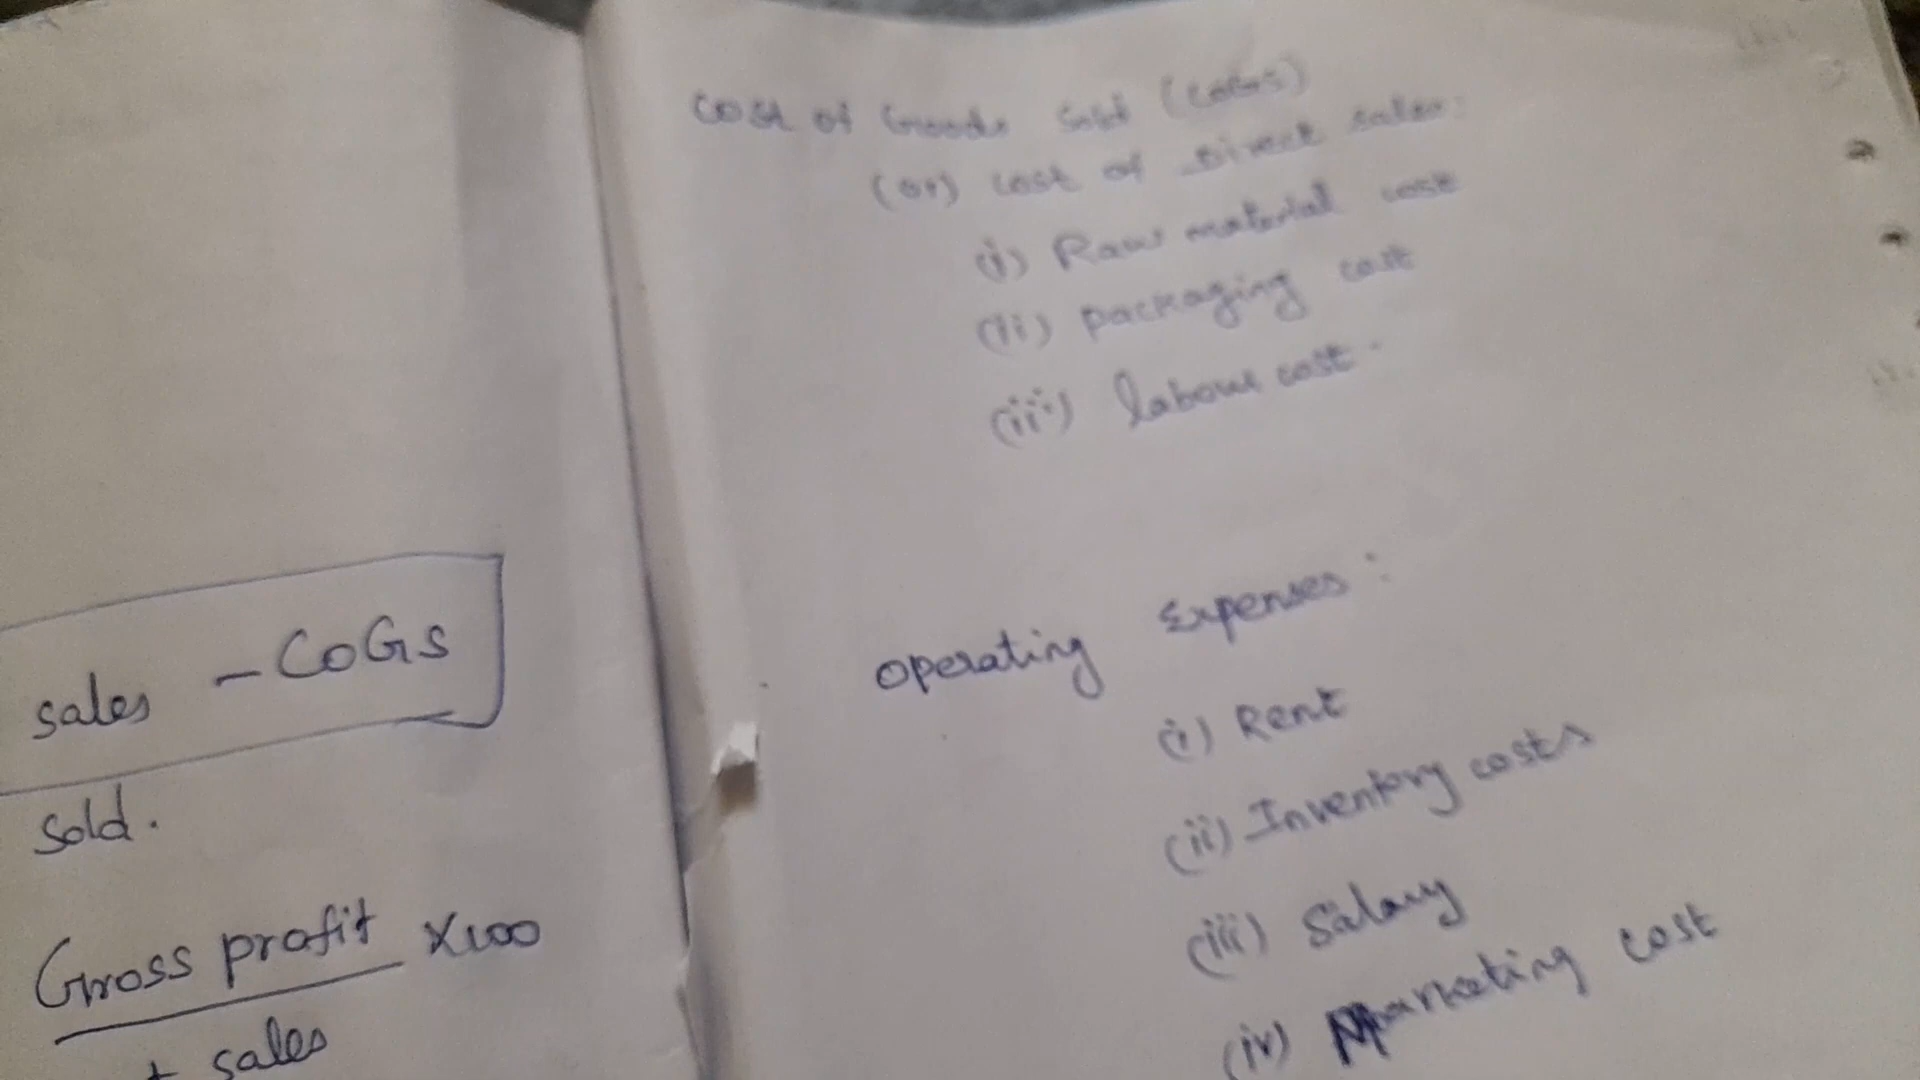 sales - COGS
sold.
Gross profit X100
sales
Cost of Goods Sold (COGS)
(or) cost of Direct sales:
(i) Raw material cost
(ii) packaging cost
(iii) labour cost.
operating Expenses:
(i) Rent
(ii) Inventory costs
(iii) Salary
(iv) Marketing cost